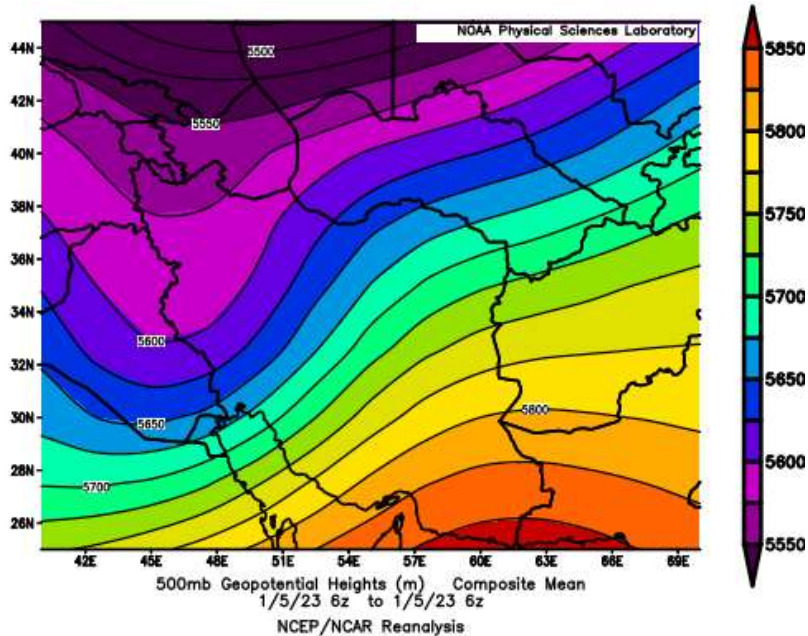 NOAA Physical Sciences Laboratory
44N
42N
40N
38N
36N
34N
32N
30N
28N
26N
5500
5550
5600
5650
5700
5800
42E 45E 48E 51E 54E 57E 60E 63E 66E 69E
5850
5800
5750
5700
5650
5600
5550
500mb Geopotential Heights (m) Composite Mean
1/5/23 6z to 1/5/23 6z
NCEP/NCAR Reanalysis